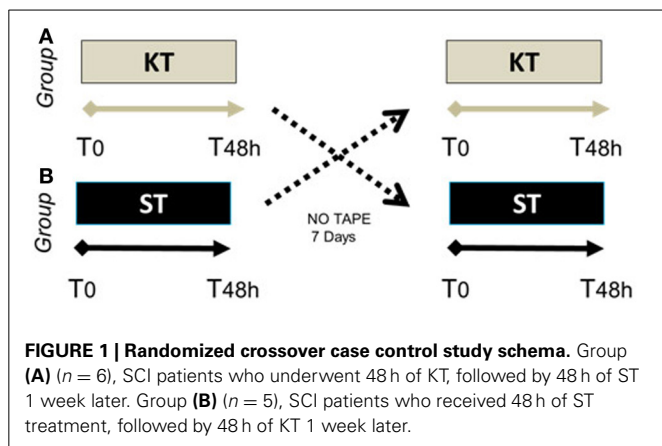 A
Group
KT
KT
T0 T48h
T0 T48h
B
Group
ST
ST
NO TAPE
7 Days
T0 T48h
T0 T48h
FIGURE 1 | Randomized crossover case control study schema. Group
(A) (n = 6), SCI patients who underwent 48 h of KT, followed by 48 h of ST
1 week later. Group (B) (n = 5), SCI patients who received 48 h of ST
treatment, followed by 48 h of KT 1 week later.